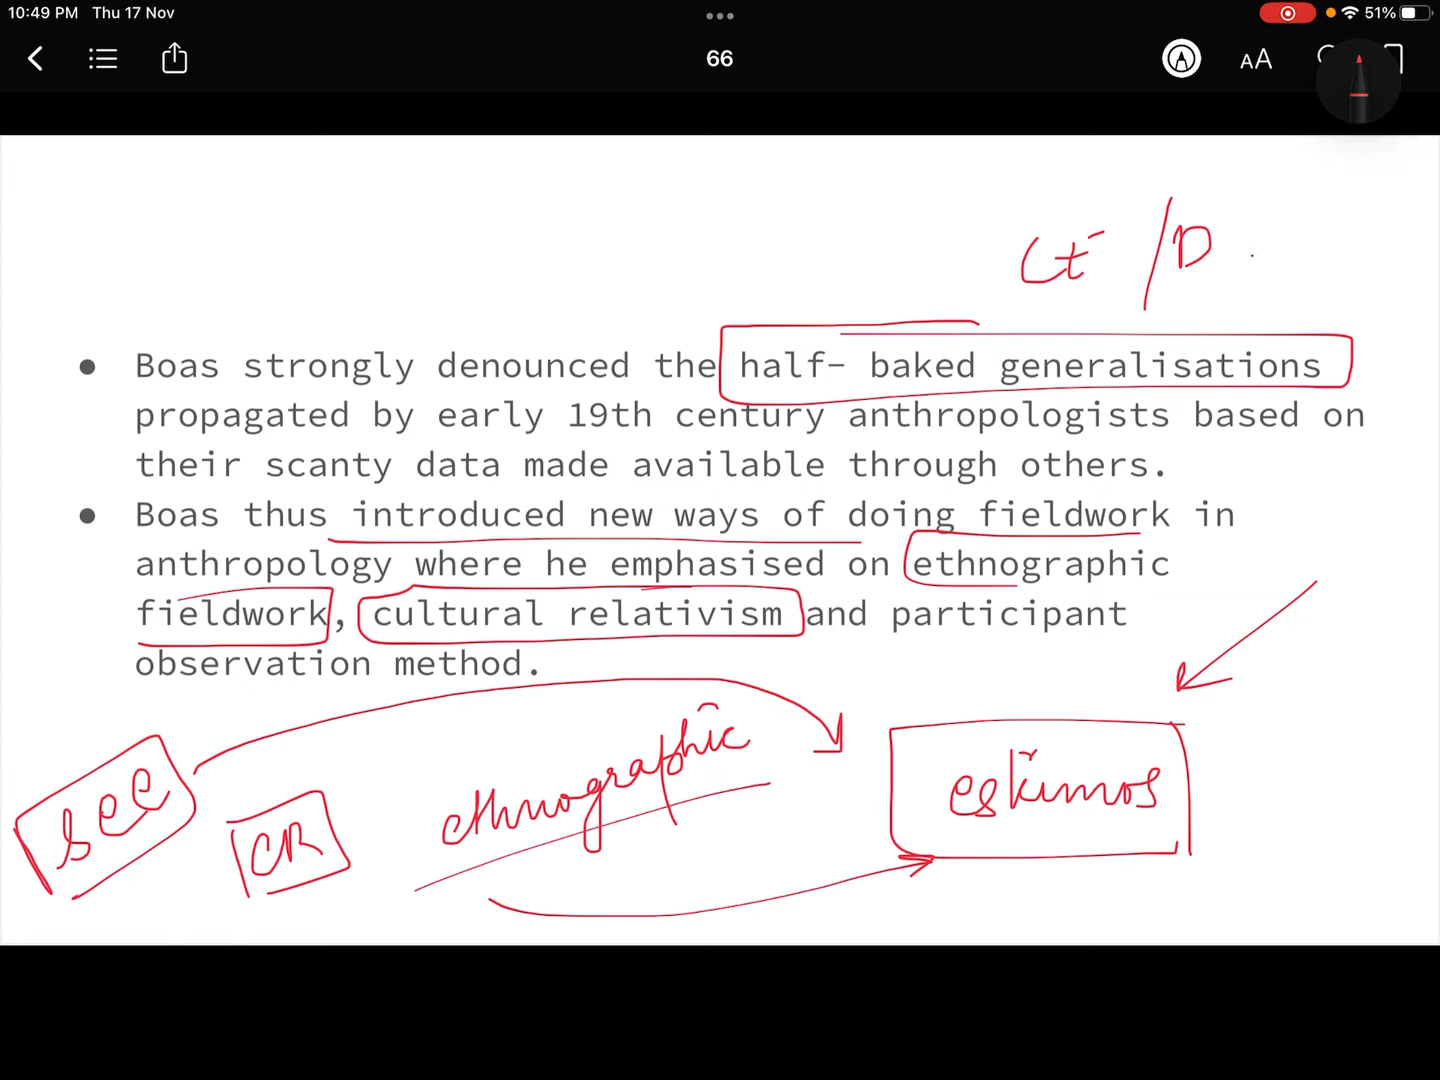 10:49 PM Thu 17 Nov
51%
66
AA
/D
● Boas strongly denounced the half- baked generalisations
propagated by early 19th century anthropologists based on
their scanty data made available through others.
● Boas thus introduced new ways of doing fieldwork in
anthropology where he emphasised on ethnographic
fieldwork, cultural relativism and participant
observation method.
ethnographic
eskimos
CR